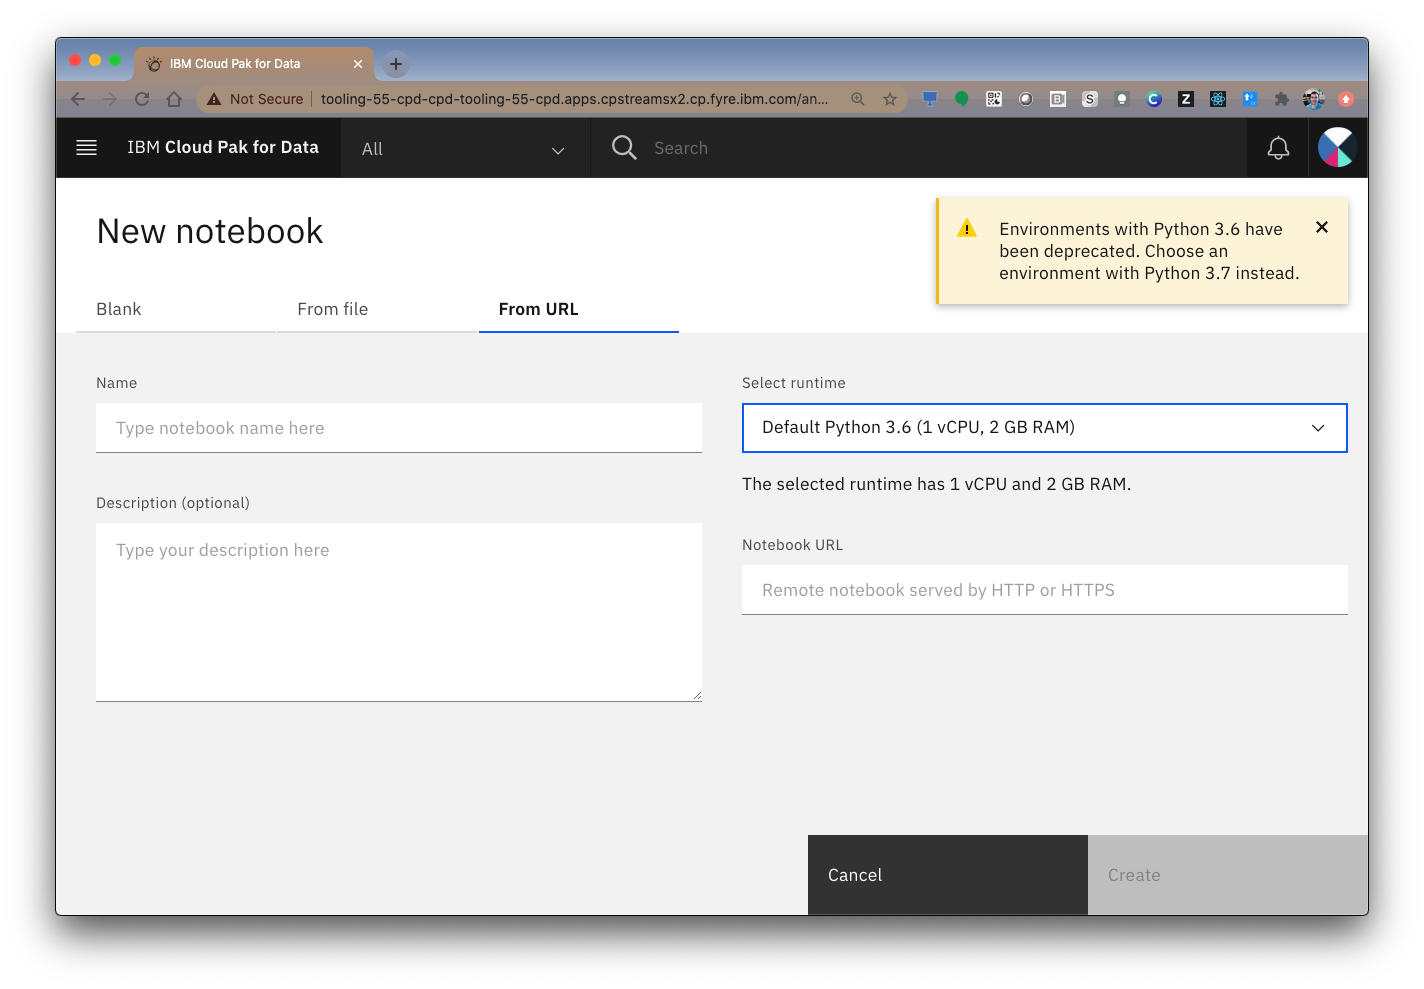 IBM Cloud Pak for Data
Not Secure
tooling-55-cpd-cpd-tooling-55-cpd.apps.cpstreamsx2.cp.fyre.ibm.com/an...
IBM Cloud Pak for Data
All
Search
New notebook
Environments with Python 3.6 have
been deprecated. Choose an
environment with Python 3.7 instead.
Blank
From file
From URL
Name
Type notebook name here
Description (optional)
Type your description here
Select runtime
Default Python 3.6 (1 vCPU, 2 GB RAM)
The selected runtime has 1 vCPU and 2 GB RAM.
Notebook URL
Remote notebook served by HTTP or HTTPS
Cancel
Create